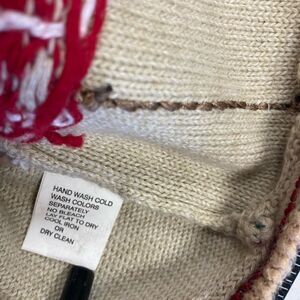 HAND WASH COLD
WASH COLORS
SEPARATELY
NO BLEACH
LAY FLAT TO DRY
COOL IRON
OR
DRY CLEAN